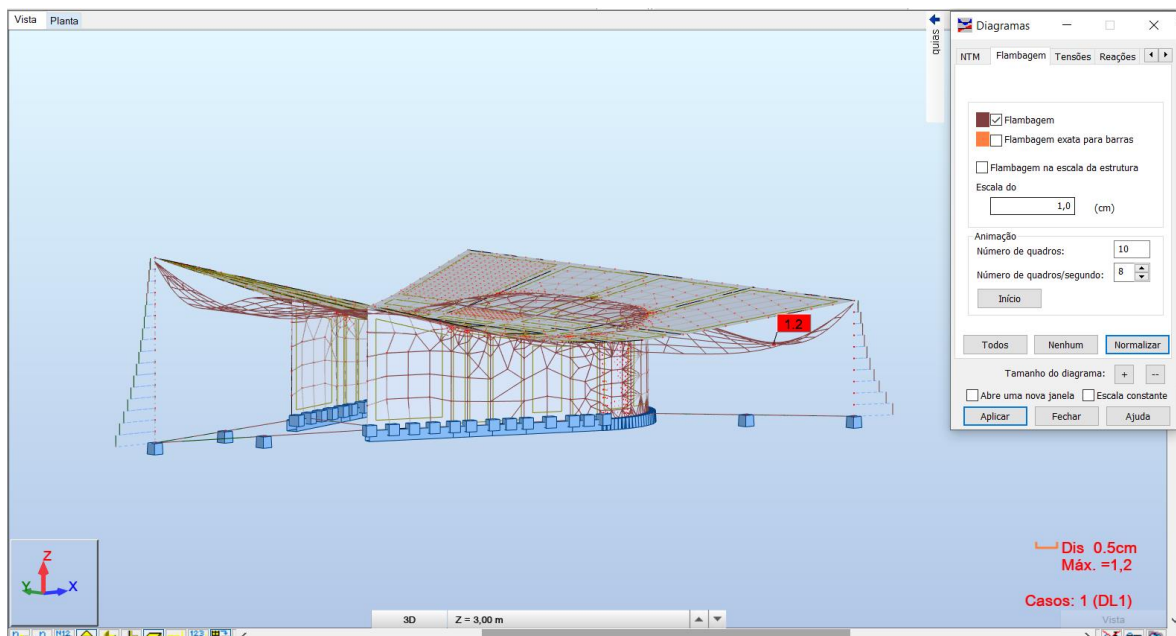 Vista Planta
guias
Diagramas
NTM Flambagem Tensões Reações
Flambagem
Flambagem exata para barras
Flambagem na escala da estrutura
Escala do
1,0 (cm)
Animação
Número de quadros: 10
Número de quadros/segundo: 8
Início
Todos Nenhum Normalizar
Tamanho do diagrama: + --
Abre uma nova janela Escala constante
Aplicar Fechar Ajuda
1.2
Dis 0.5cm
Máx. =1,2
Casos: 1 (DL1)
Z
Y X
3D Z = 3,00 m
Vista